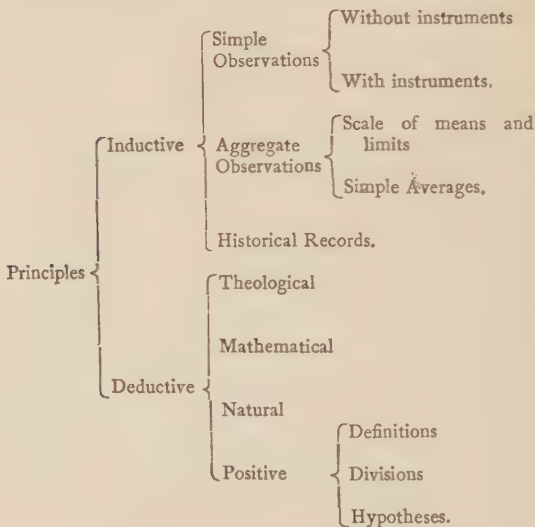 Without instruments
Simple
Observations
With instruments.
Scale of means and
limits
Inductive
Aggregate
Observations
Simple Averages.
Historical Records.
Principles
Theological
Mathematical
Deductive
Natural
Definitions
Positive
Divisions
Hypotheses.